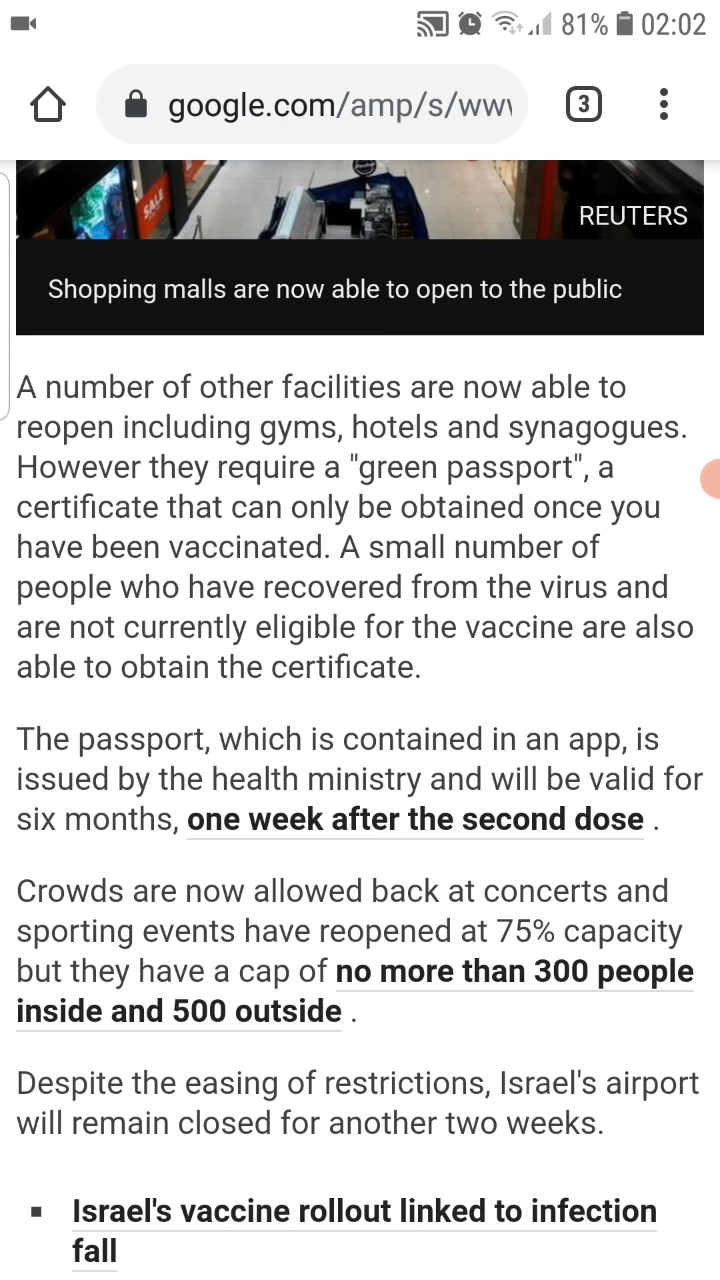 81% 02:02
google.com/amp/s/ww
3
SALE
REUTERS
Shopping malls are now able to open to the public
A number of other facilities are now able to
reopen including gyms, hotels and synagogues.
However they require a "green passport", a
certificate that can only be obtained once you
have been vaccinated. A small number of
people who have recovered from the virus and
are not currently eligible for the vaccine are also
able to obtain the certificate.
The passport, which is contained in an app, is
issued by the health ministry and will be valid for
six months, one week after the second dose .
Crowds are now allowed back at concerts and
sporting events have reopened at 75% capacity
but they have a cap of no more than 300 people
inside and 500 outside .
Despite the easing of restrictions, Israel's airport
will remain closed for another two weeks.
▪ Israel's vaccine rollout linked to infection
fall